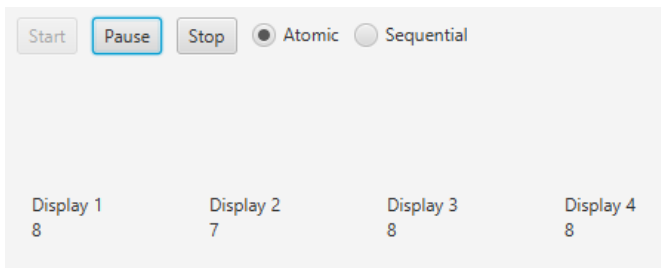 Start Pause Stop Atomic Sequential
Display 1 Display 2 Display 3 Display 4
8 7 8 8